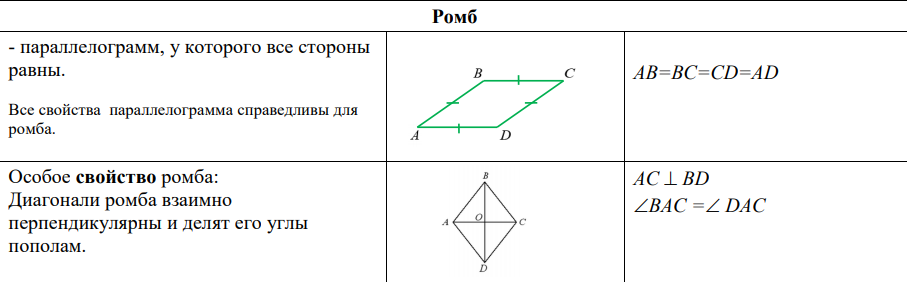 Ромб
- параллелограмм, у которого все стороны
равны.
Все свойства параллелограмма справедливы для
ромба.
B
C
A
D
AB=BC=CD=AD
Особое свойство ромба:
Диагонали ромба взаимно
перпендикулярны и делят его углы
пополам.
B
A
O
C
D
AC ⊥ BD
∠BAC =∠ DAC